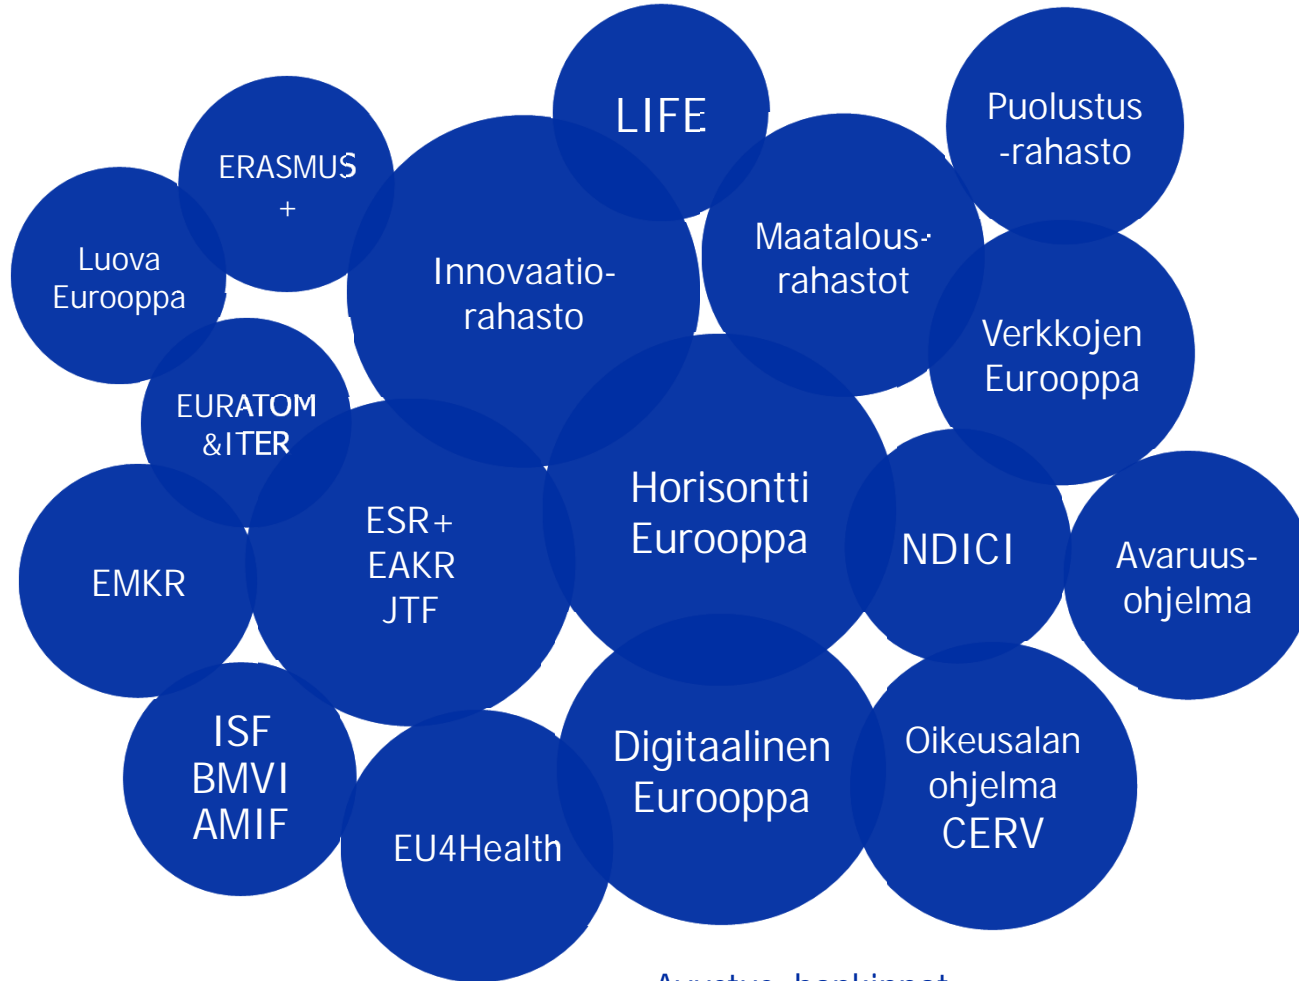 LIFE
Puolustus
-rahasto
ERASMUS
+
Luova
Eurooppa
Innovaatio-
rahasto
Maatalous-
rahastot
Verkkojen
Eurooppa
EURATOM
&ITER
Horisontti
Eurooppa
ESR+
EAKR
JTF
NDICI
Avaruus-
ohjelma
EMKR
ISF
BMVI
AMIF
EU4Health
Digitaalinen
Eurooppa
Oikeusalan
ohjelma
CERV